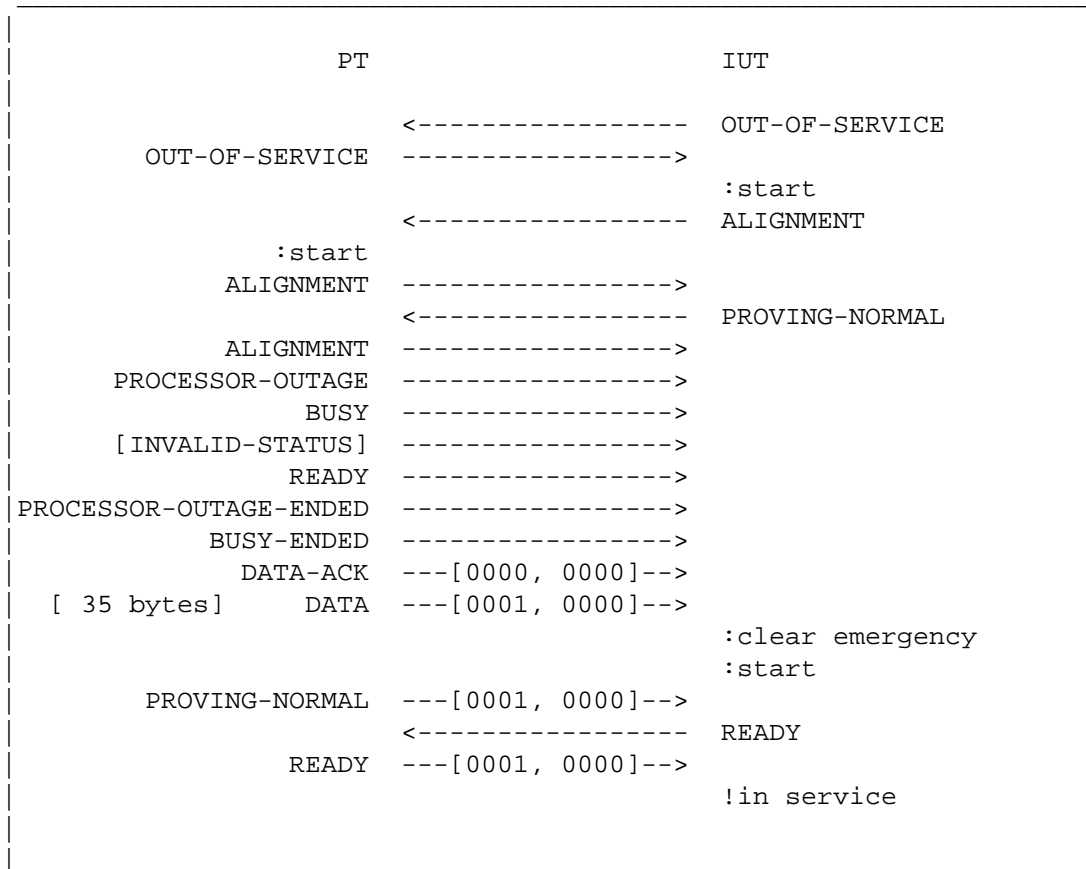 PT IUT
<----------------- OUT-OF-SERVICE
OUT-OF-SERVICE ----------------->
:start
<----------------- ALIGNMENT
:start
ALIGNMENT ----------------->
<----------------- PROVING-NORMAL
ALIGNMENT ----------------->
PROCESSOR-OUTAGE ----------------->
BUSY ----------------->
[INVALID-STATUS] ----------------->
READY ----------------->
PROCESSOR-OUTAGE-ENDED ----------------->
BUSY-ENDED ----------------->
DATA-ACK ---[0000, 0000]-->
[ 35 bytes] DATA ---[0001, 0000]-->
:clear emergency
:start
PROVING-NORMAL ---[0001, 0000]-->
<----------------- READY
READY ---[0001, 0000]-->
!in service